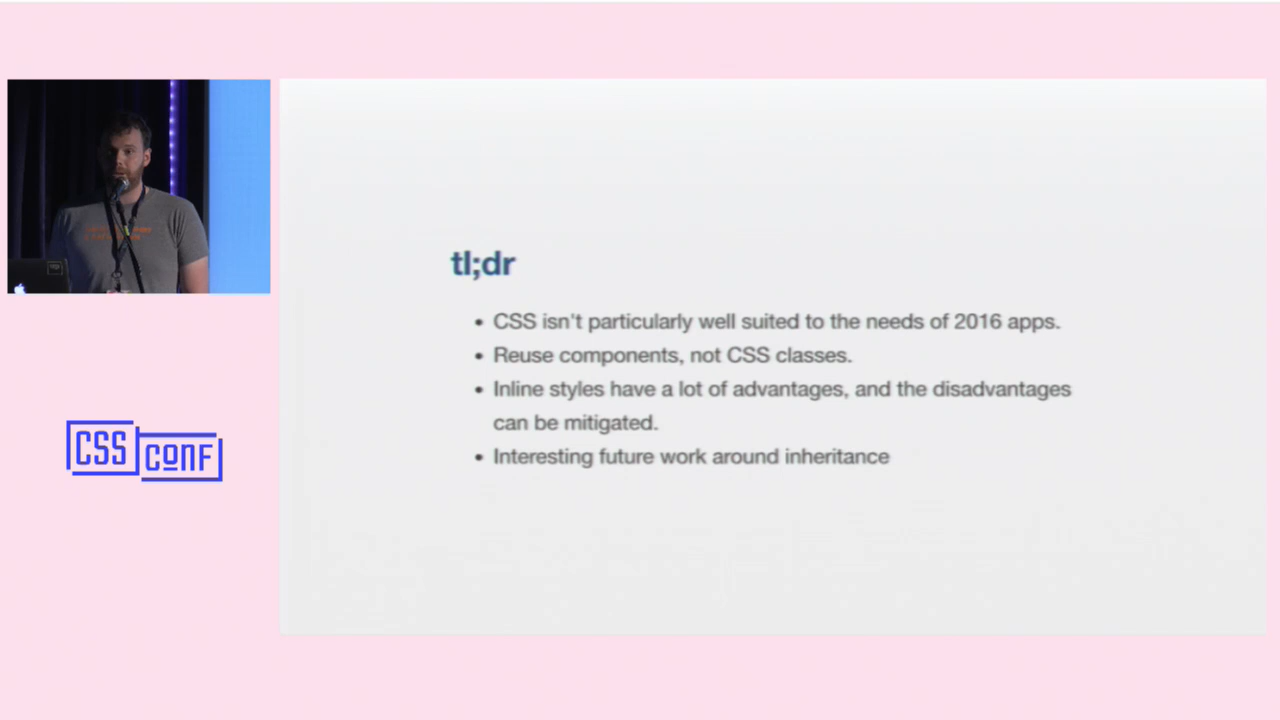 tl;dr
• CSS isn't particularly well suited to the needs of 2016 apps.
• Reuse components, not CSS classes.
• Inline styles have a lot of advantages, and the disadvantages
can be mitigated.
• Interesting future work around inheritance
CSS CONF